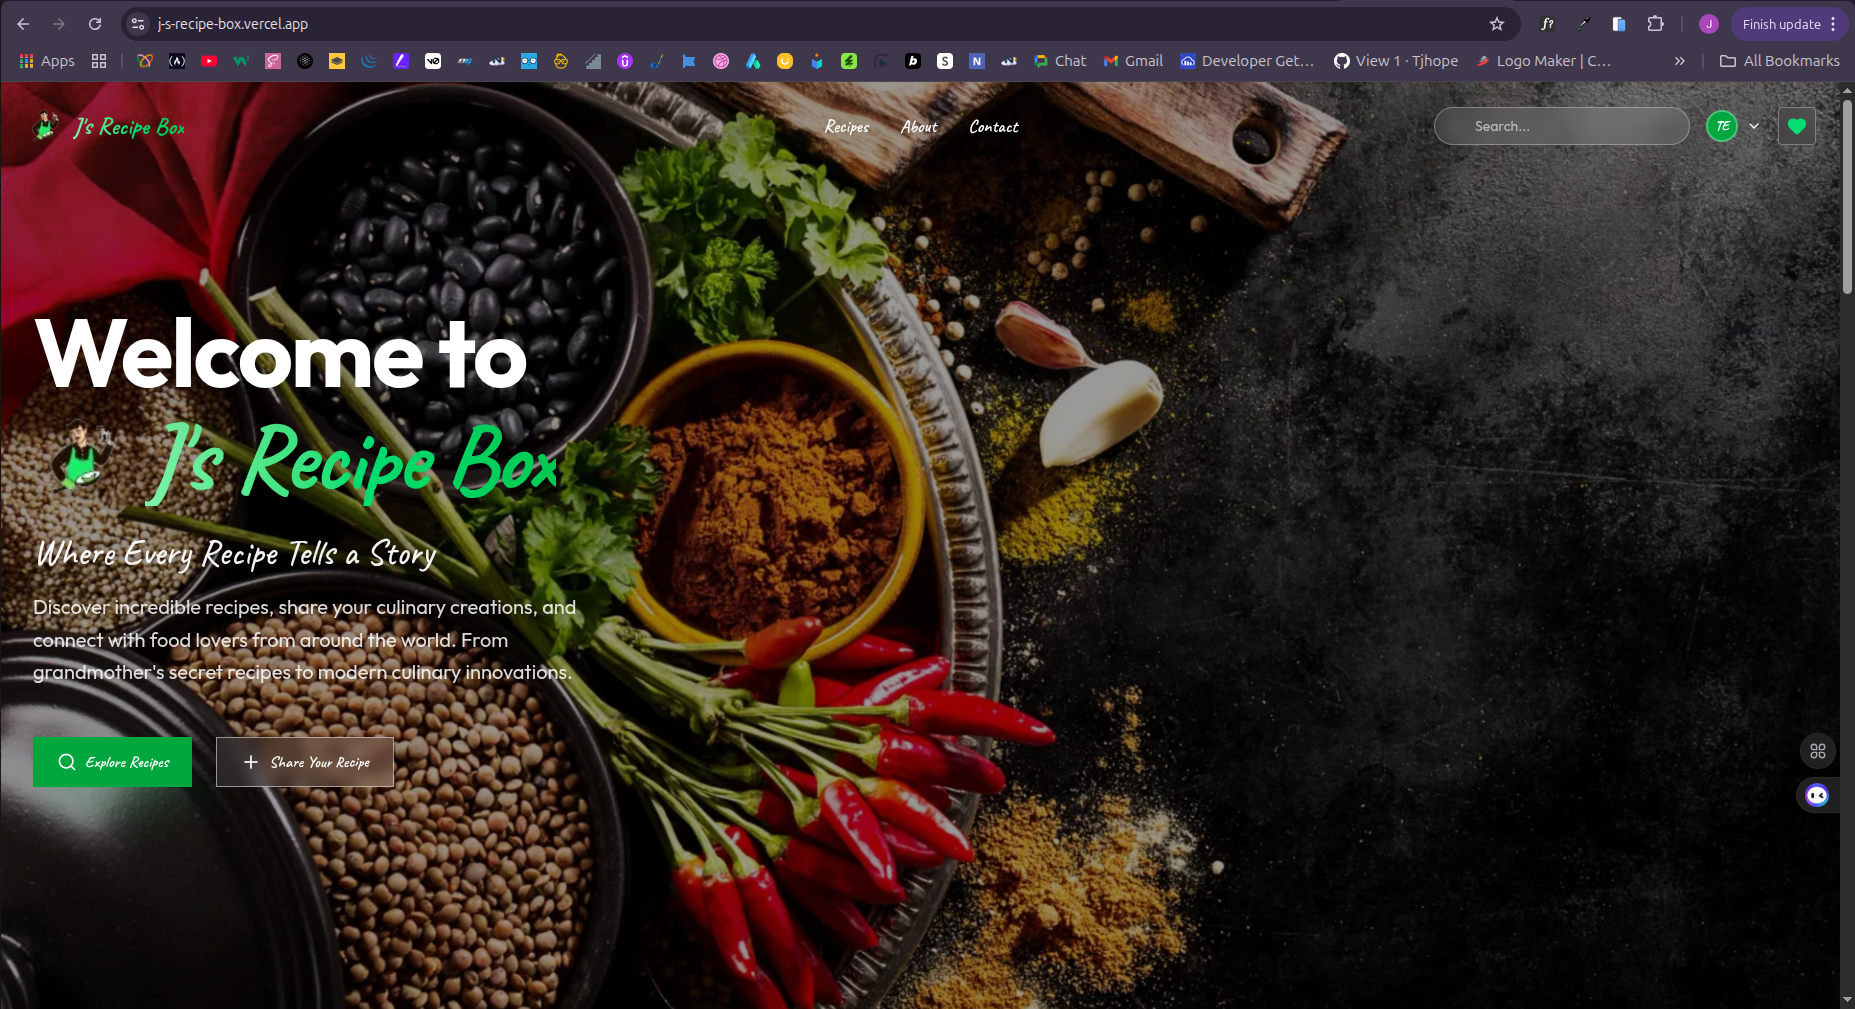 j-s-recipe-box.vercel.app
f?
J
Finish update
Apps
Chat
Gmail
Developer Get...
View 1 · Tjhope
Logo Maker | C...
All Bookmarks
J's Recipe Box
Recipes
About
Contact
Search...
TE
Welcome to
J's Recipe Box
Where Every Recipe Tells a Story
Discover incredible recipes, share your culinary creations, and
connect with food lovers from around the world. From
grandmother's secret recipes to modern culinary innovations.
Explore Recipes
Share Your Recipe